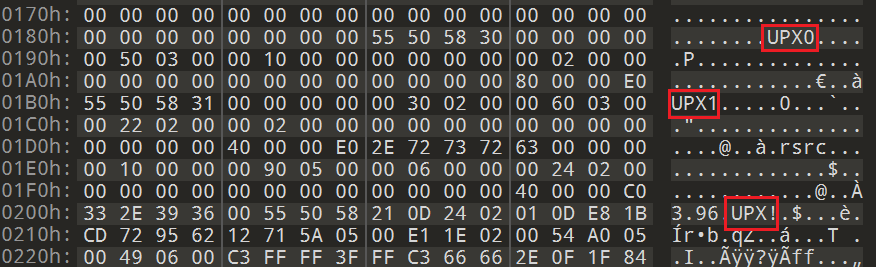 0170h: 00 00 00 00 00 00 00 00 00 00 00 00 00 00 00 00 ................
0180h: 00 00 00 00 00 00 00 00 55 50 58 30 00 00 00 00 ........UPX0....
0190h: 00 50 03 00 00 10 00 00 00 00 00 00 00 02 00 00 .P..............
01A0h: 00 00 00 00 00 00 00 00 00 00 00 00 80 00 00 E0 ............€..à
01B0h: 55 50 58 31 00 00 00 00 00 30 02 00 00 60 03 00 UPX1.....0...`..
01C0h: 00 22 02 00 00 02 00 00 00 00 00 00 00 00 00 00 ."..............
01D0h: 00 00 00 00 40 00 00 E0 2E 72 73 72 63 00 00 00 ....@..à.rsrc...
01E0h: 00 10 00 00 00 90 05 00 00 06 00 00 00 24 02 00 .............$..
01F0h: 00 00 00 00 00 00 00 00 00 00 00 00 40 00 00 C0 ............@..À
0200h: 33 2E 39 36 00 55 50 58 21 0D 24 02 01 0D E8 1B 3.96.UPX!.$...è.
0210h: CD 72 95 62 12 71 5A 05 00 E1 1E 02 00 54 A0 05 Ír•b.qZ..á...T .
0220h: 00 49 06 00 C3 FF FF 3F FF C3 66 66 2E 0F 1F 84 .I..Ãÿÿ?ÿÃff...„